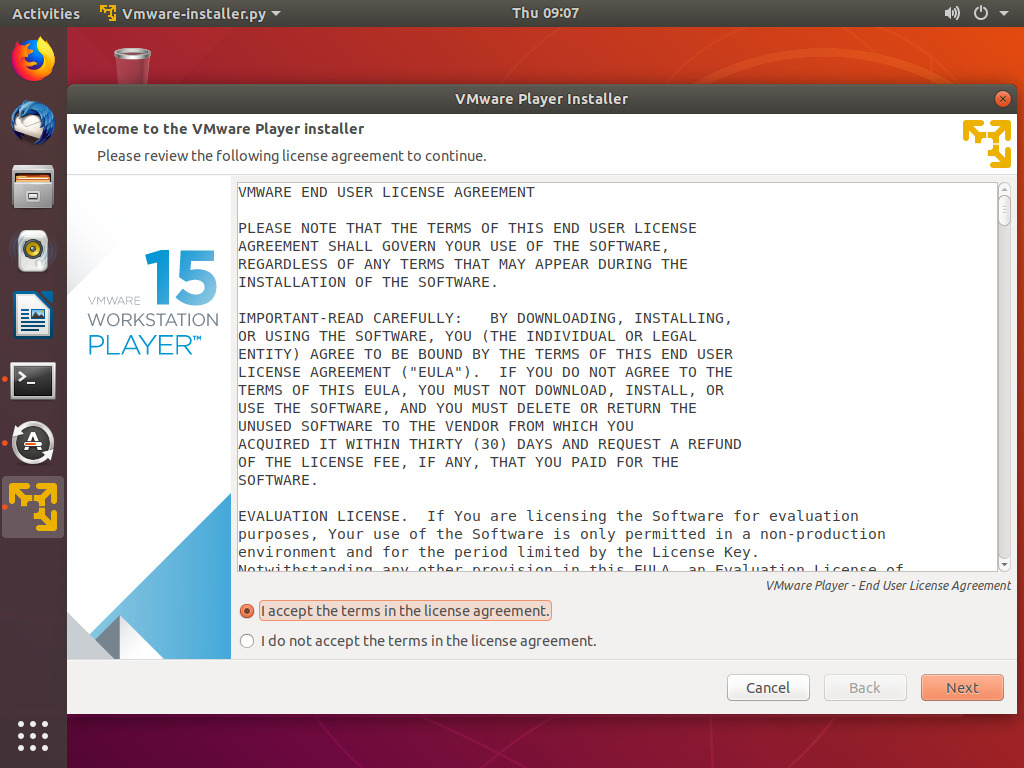 Activities
Vmware-installer.py
Thu 09:07
VMware Player Installer
Welcome to the VMware Player installer
Please review the following license agreement to continue.
15
VMWARE
WORKSTATION
PLAYER™
VMWARE END USER LICENSE AGREEMENT
PLEASE NOTE THAT THE TERMS OF THIS END USER LICENSE
AGREEMENT SHALL GOVERN YOUR USE OF THE SOFTWARE,
REGARDLESS OF ANY TERMS THAT MAY APPEAR DURING THE
INSTALLATION OF THE SOFTWARE.
IMPORTANT-READ CAREFULLY:   BY DOWNLOADING, INSTALLING,
OR USING THE SOFTWARE, YOU (THE INDIVIDUAL OR LEGAL
ENTITY) AGREE TO BE BOUND BY THE TERMS OF THIS END USER
LICENSE AGREEMENT ("EULA").  IF YOU DO NOT AGREE TO THE
TERMS OF THIS EULA, YOU MUST NOT DOWNLOAD, INSTALL, OR
USE THE SOFTWARE, AND YOU MUST DELETE OR RETURN THE
UNUSED SOFTWARE TO THE VENDOR FROM WHICH YOU
ACQUIRED IT WITHIN THIRTY (30) DAYS AND REQUEST A REFUND
OF THE LICENSE FEE, IF ANY, THAT YOU PAID FOR THE
SOFTWARE.
EVALUATION LICENSE.  If You are licensing the Software for evaluation
purposes, Your use of the Software is only permitted in a non-production
environment and for the period limited by the License Key.
Notwithstanding any other provision in this EULA, an Evaluation License of
VMware Player - End User License Agreement
I accept the terms in the license agreement.
I do not accept the terms in the license agreement.
Cancel
Back
Next